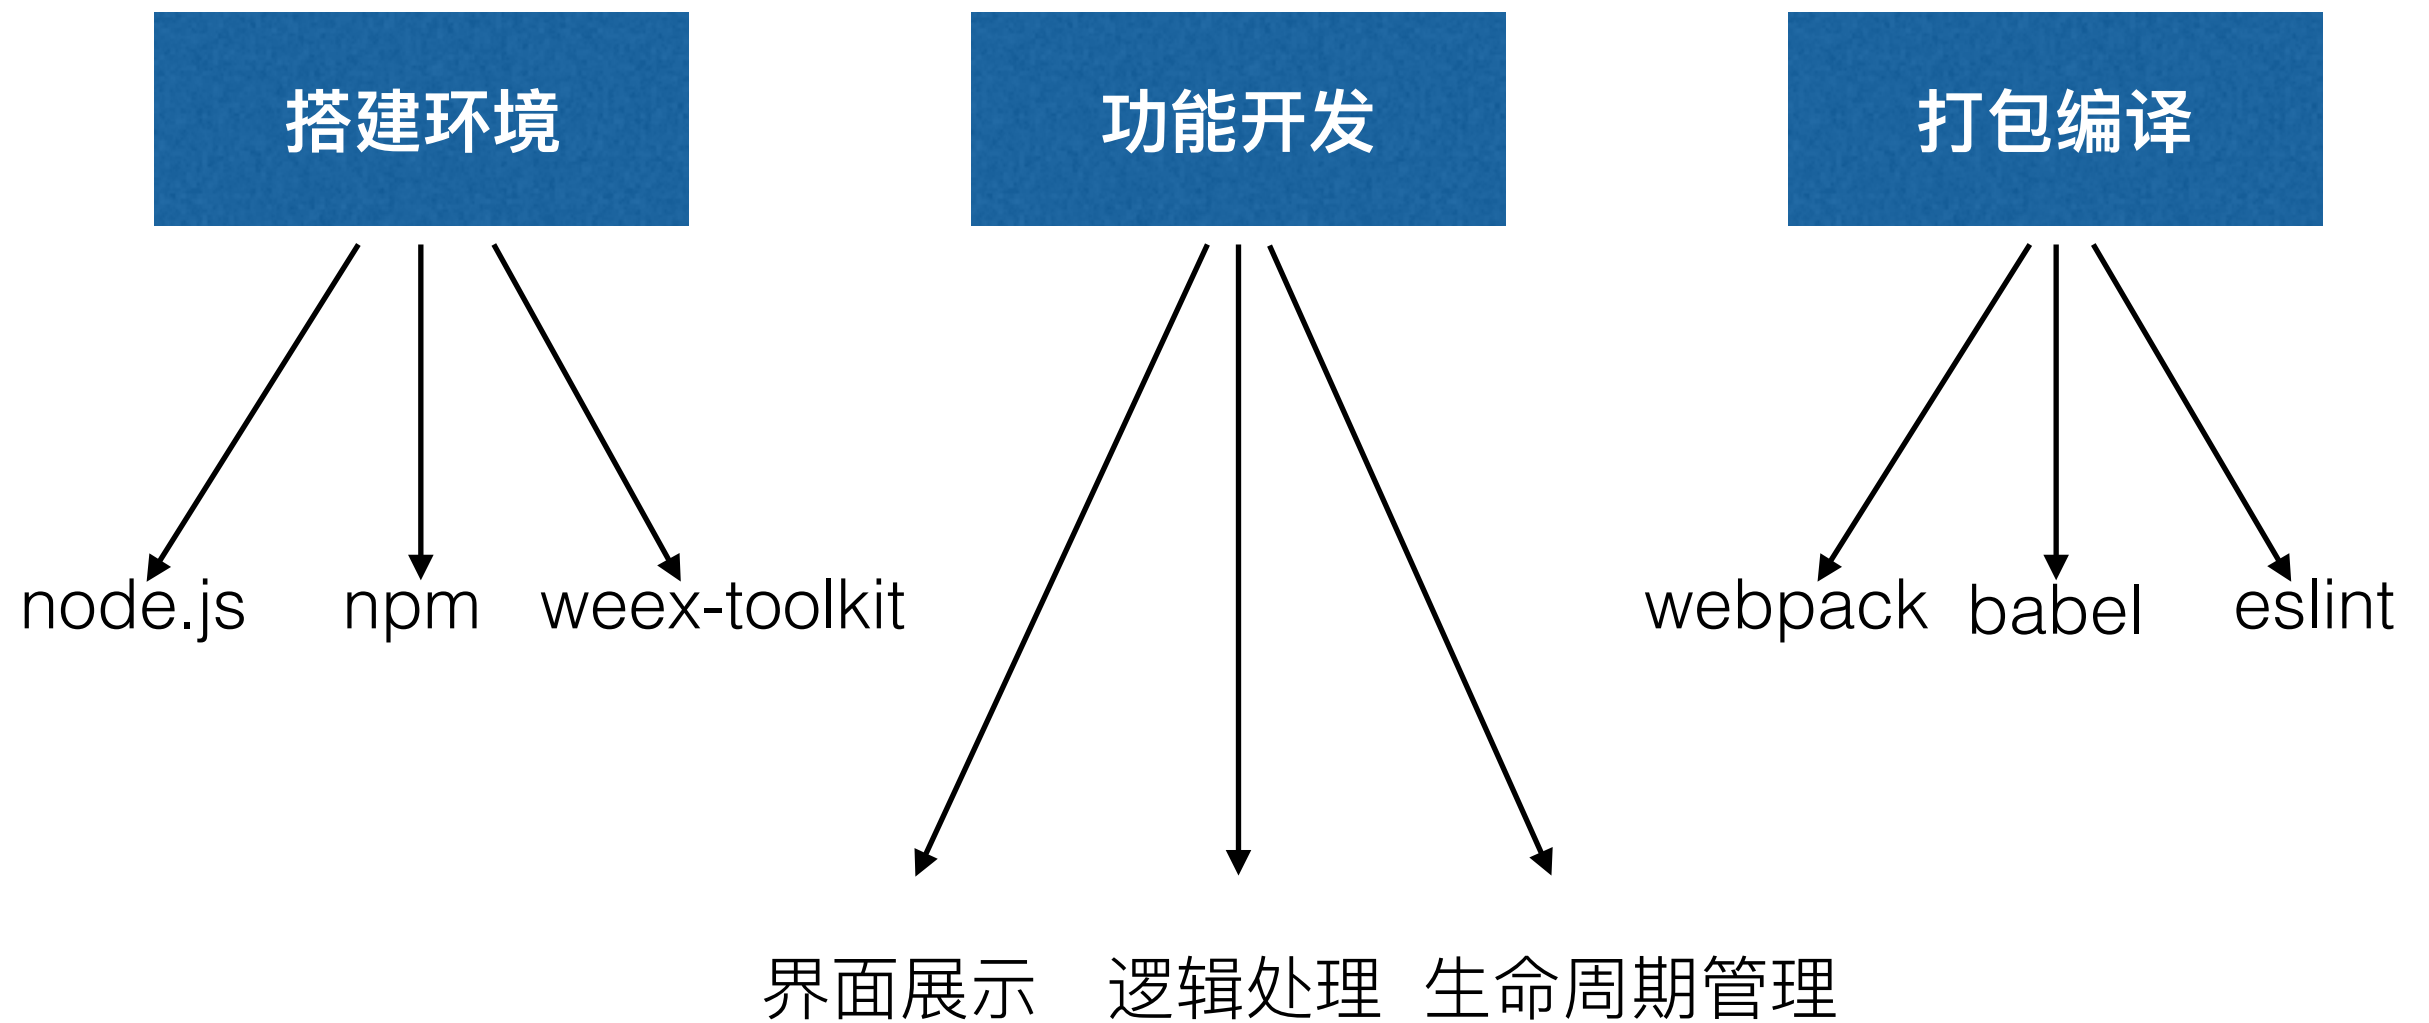 搭建环境
功能开发
打包编译
node.js
npm
weex-toolkit
webpack
babel
eslint
界面展示
逻辑处理
生命周期管理